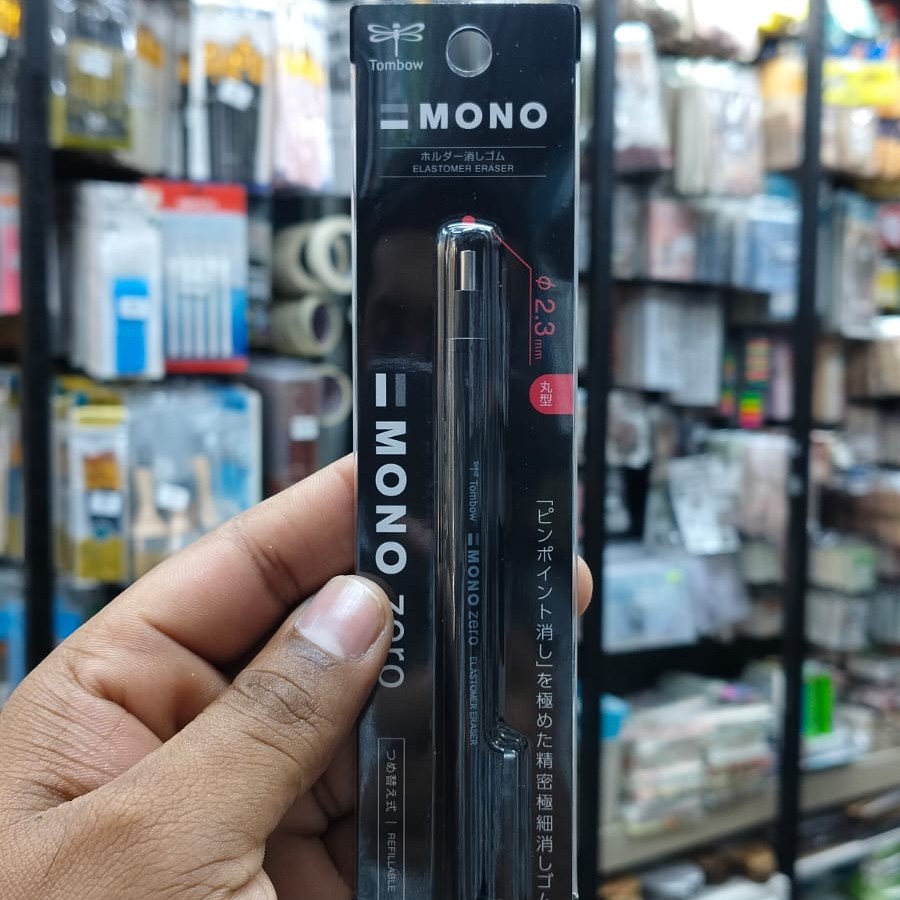 Tombow
MONO
ホルダー消しゴム
ELASTOMER ERASER
φ2.3mm
丸型
MONO zero
Tombow MONO zero ELASTOMER ERASER
「ピンポイント消し」を極めた精密極細消しゴム
つめ替え式 | REFILLABLE